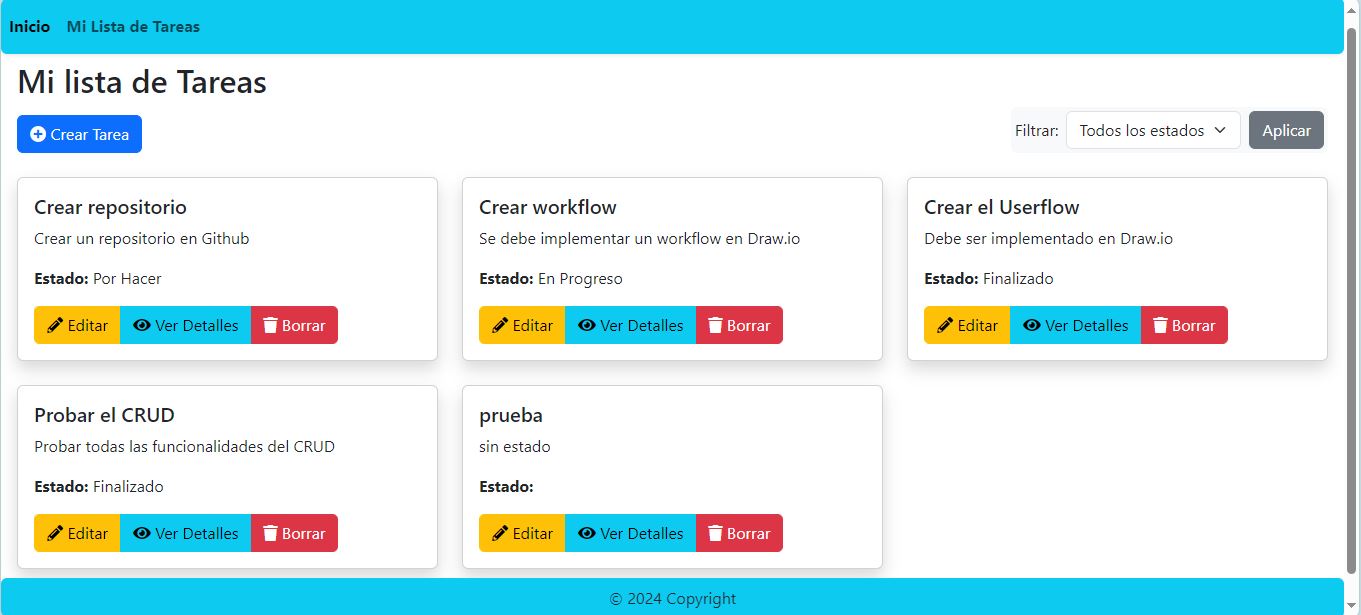 Inicio Mi Lista de Tareas
Mi lista de Tareas
Crear Tarea
Filtrar: Todos los estados Aplicar
Crear repositorio
Crear un repositorio en Github
Estado: Por Hacer
Editar Ver Detalles Borrar
Crear workflow
Se debe implementar un workflow en Draw.io
Estado: En Progreso
Editar Ver Detalles Borrar
Crear el Userflow
Debe ser implementado en Draw.io
Estado: Finalizado
Editar Ver Detalles Borrar
Probar el CRUD
Probar todas las funcionalidades del CRUD
Estado: Finalizado
Editar Ver Detalles Borrar
prueba
sin estado
Estado:
Editar Ver Detalles Borrar
© 2024 Copyright